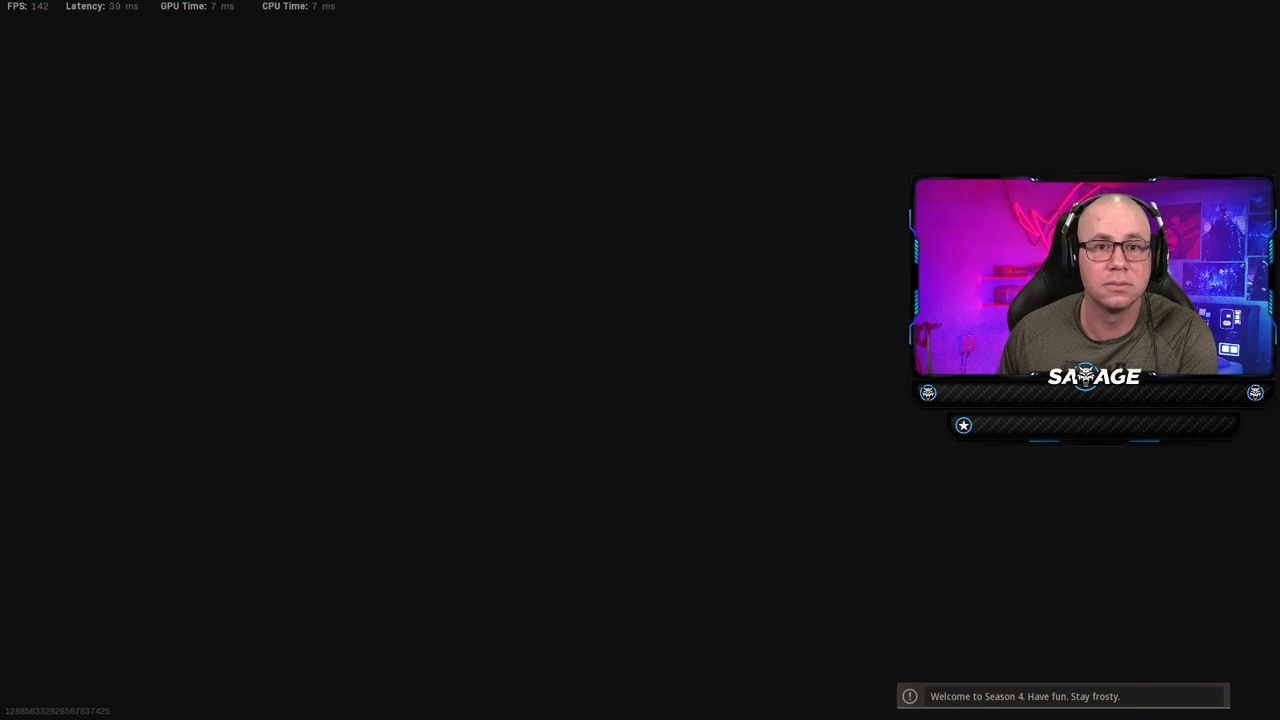 FPS: 142 Latency: 39 ms GPU Time: 7 ms CPU Time: 7 ms
SAVAGE
Welcome to Season 4. Have fun. Stay frosty.